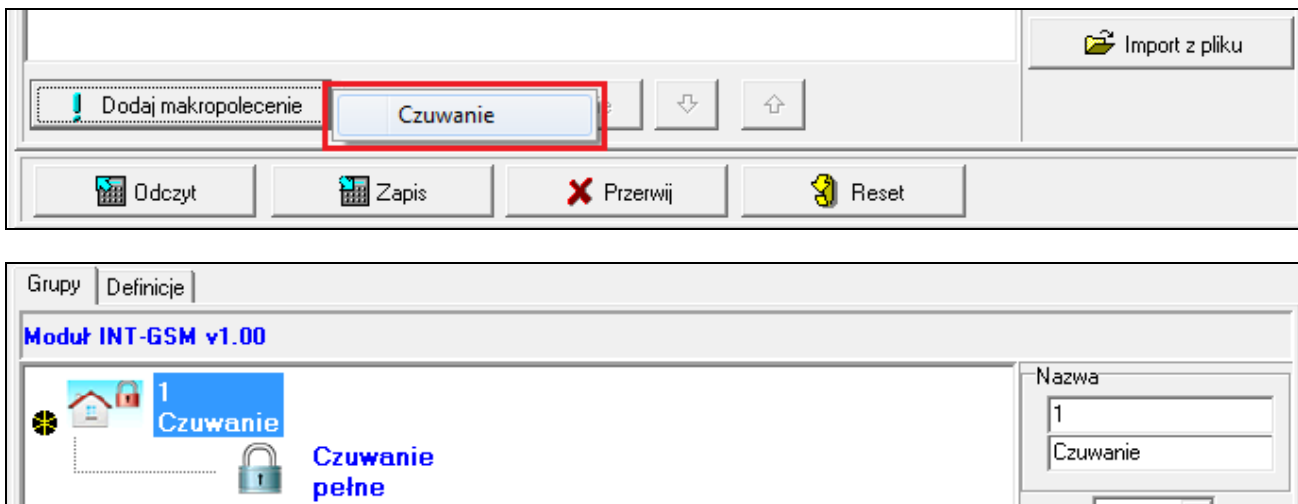 Import z pliku
Dodaj makropolecenie
Czuwanie
Odczyt
Zapis
Przerwij
Reset
Grupy
Definicje
Moduł INT-GSM v1.00
1
Czuwanie
Czuwanie
pełne
Nazwa
1
Czuwanie